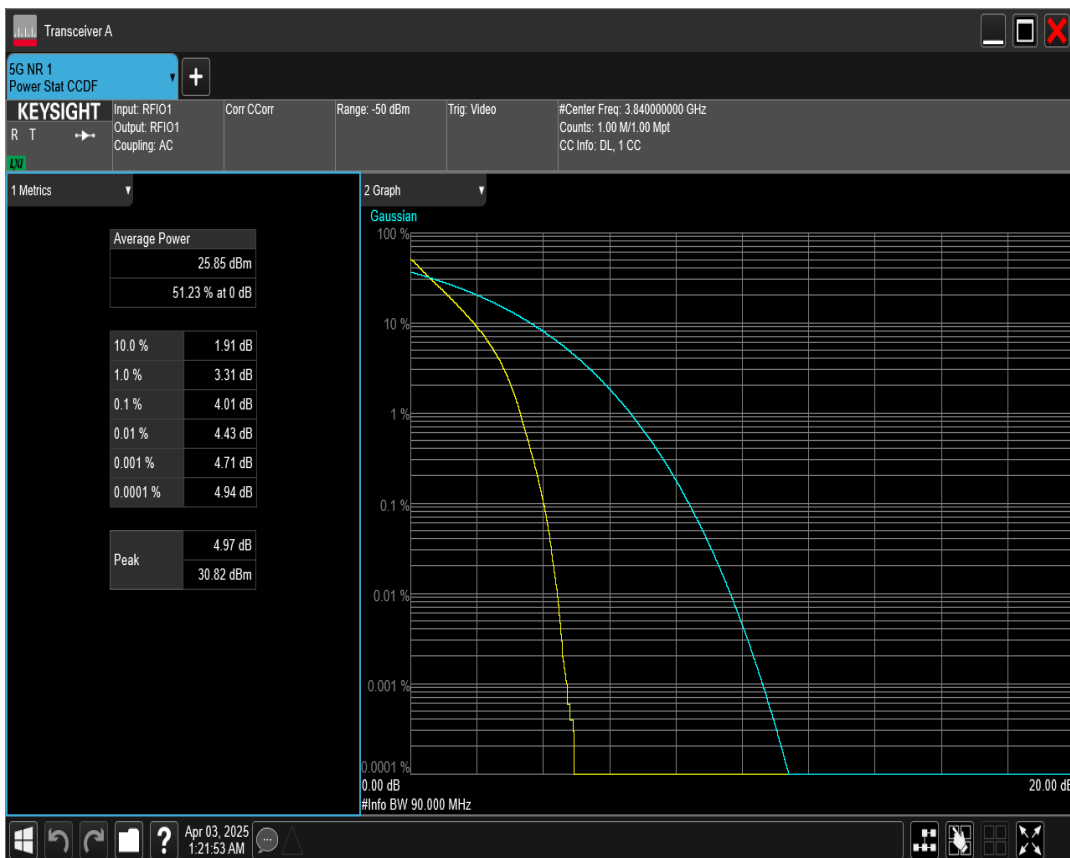 Transceiver A
5G NR 1
Power Stat CCDF
+
KEYSIGHT
R T
LXI
Input: RFIO1
Output: RFIO1
Coupling: AC
Corr CCorr
Range: -50 dBm
Trig: Video
#Center Freq: 3.840000000 GHz
Counts: 1.00 M/1.00 Mpt
CC Info: DL, 1 CC
1 Metrics
Average Power
25.85 dBm
51.23 % at 0 dB
10.0 % 1.91 dB
1.0 % 3.31 dB
0.1 % 4.01 dB
0.01 % 4.43 dB
0.001 % 4.71 dB
0.0001 % 4.94 dB
Peak 4.97 dB
30.82 dBm
2 Graph
Gaussian
100 %
10 %
1 %
0.1 %
0.01 %
0.001 %
0.0001 %
0.00 dB 20.00 dB
#Info BW 90.000 MHz
? Apr 03, 2025
1:21:53 AM